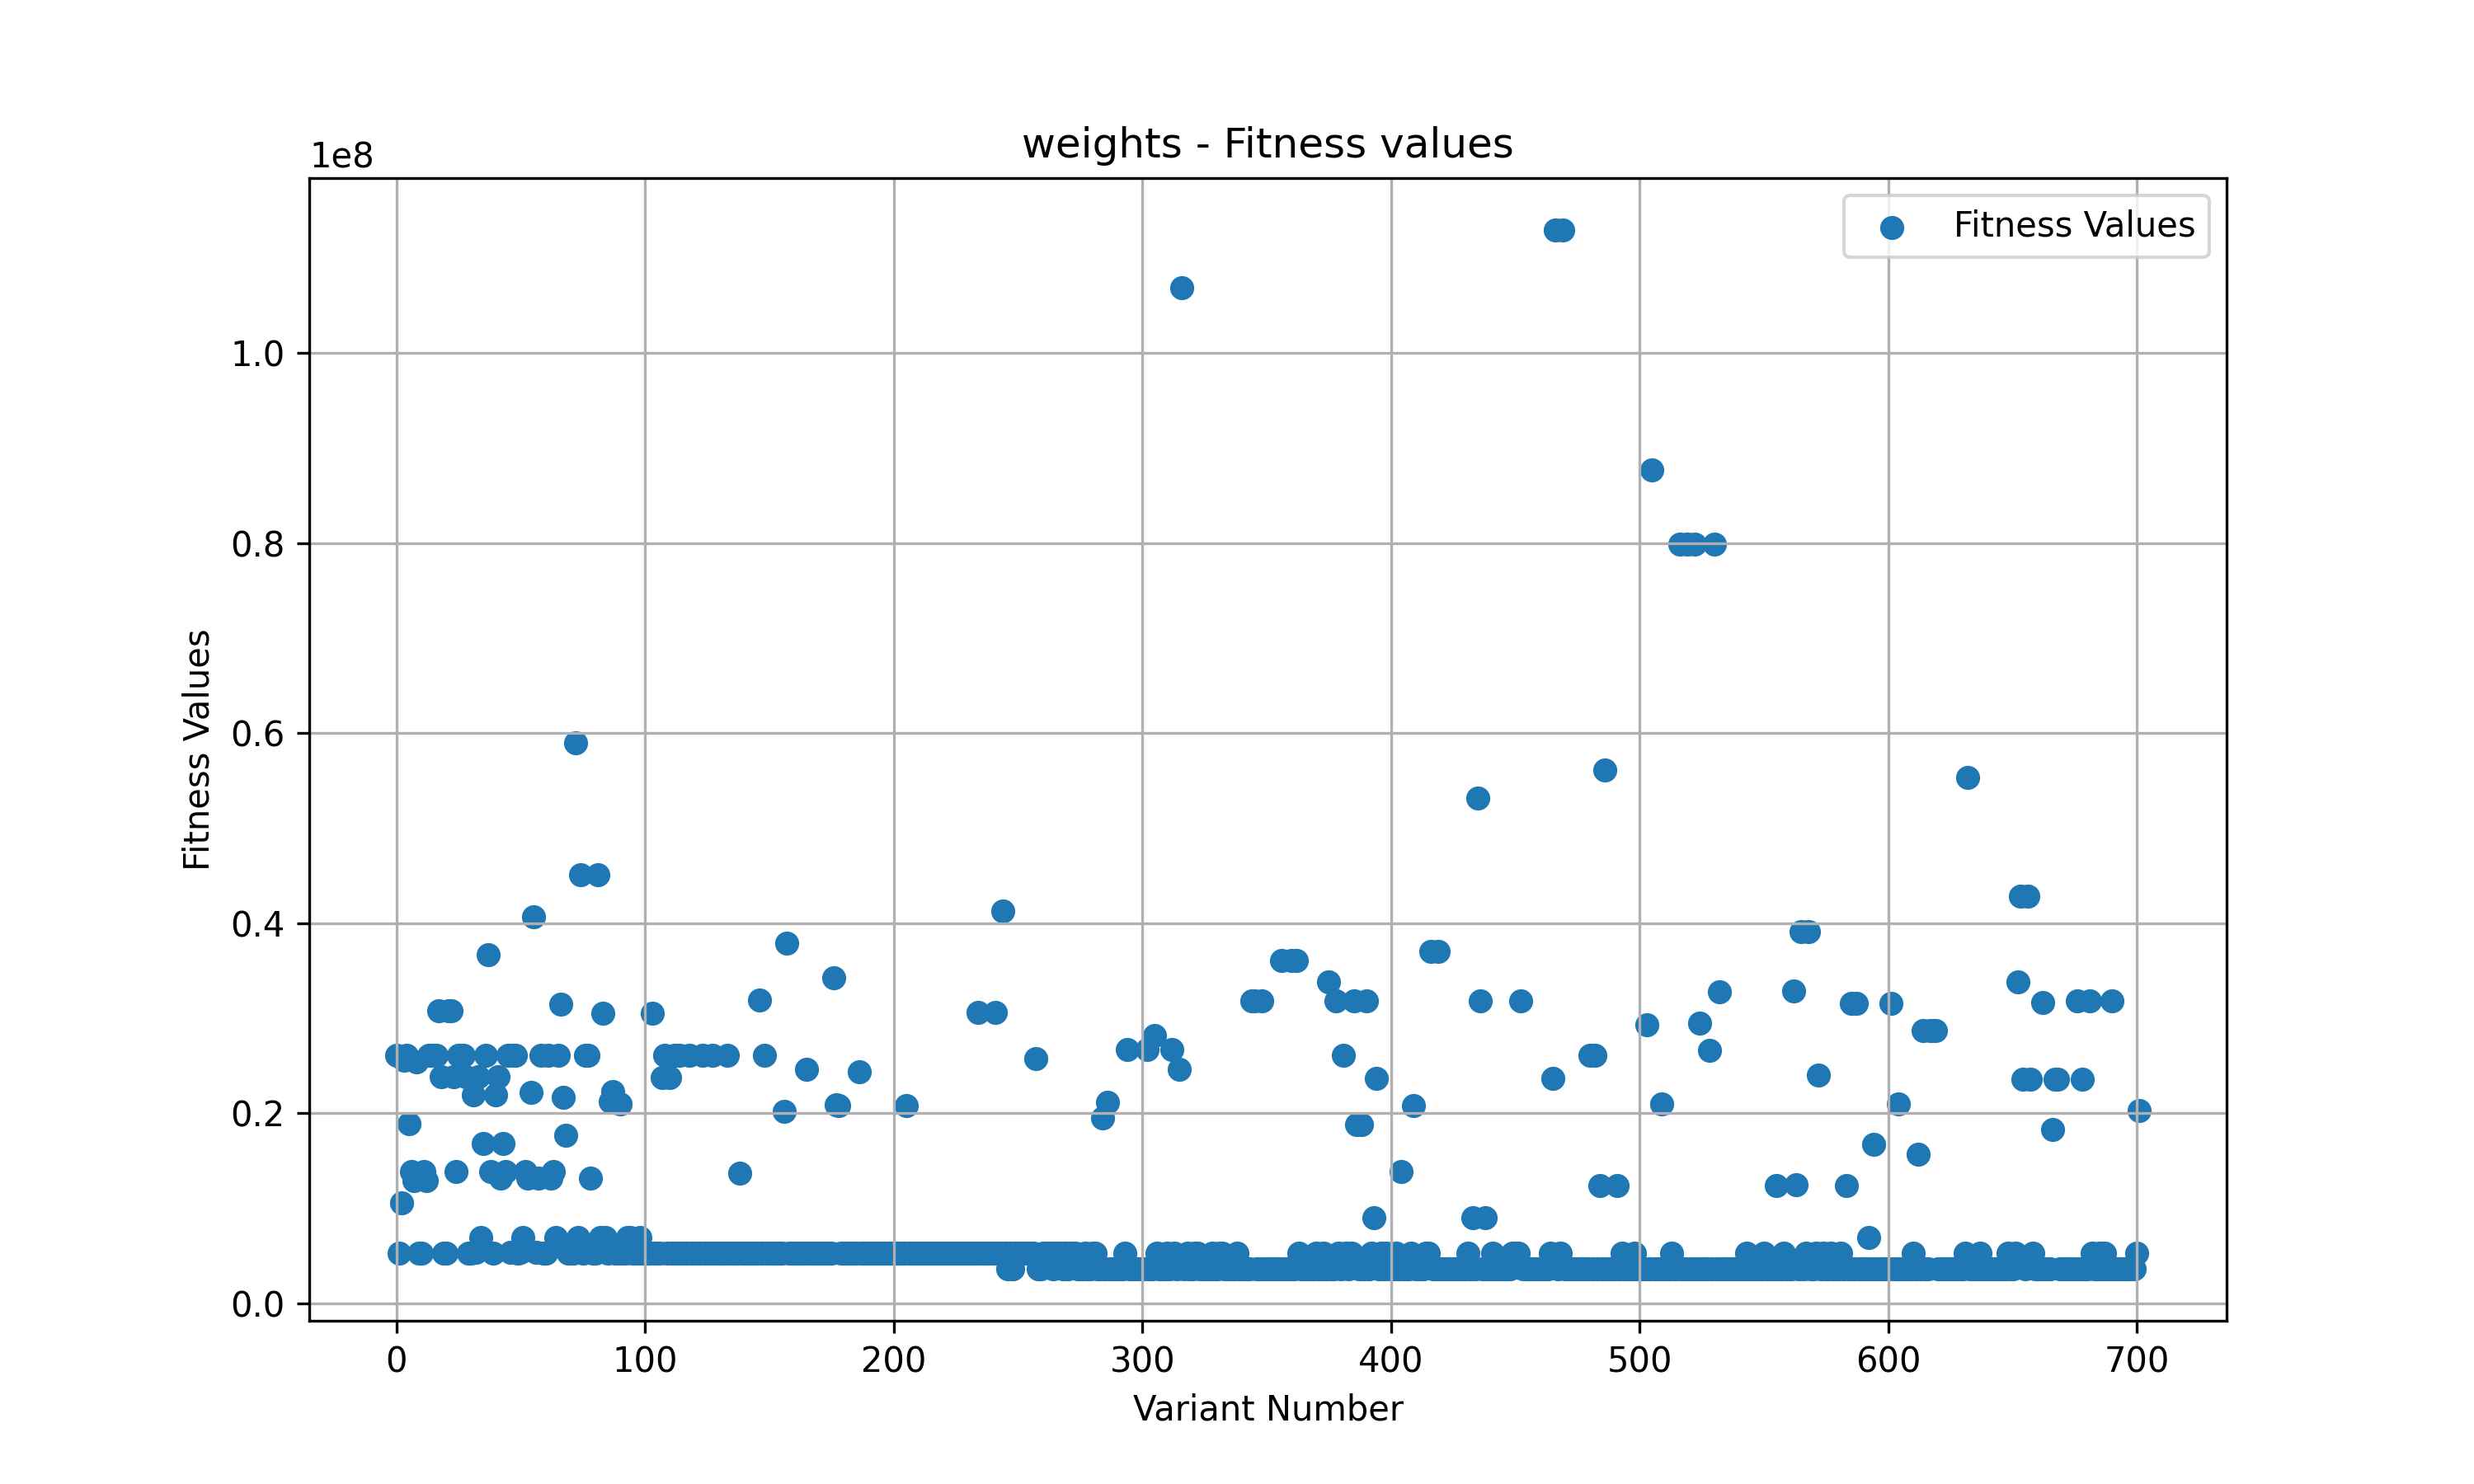 weights - Fitness values
1e8
Fitness Values
1.0
0.8
0.6
0.4
0.2
0.0
Fitness Values
0 100 200 300 400 500 600 700
Variant Number